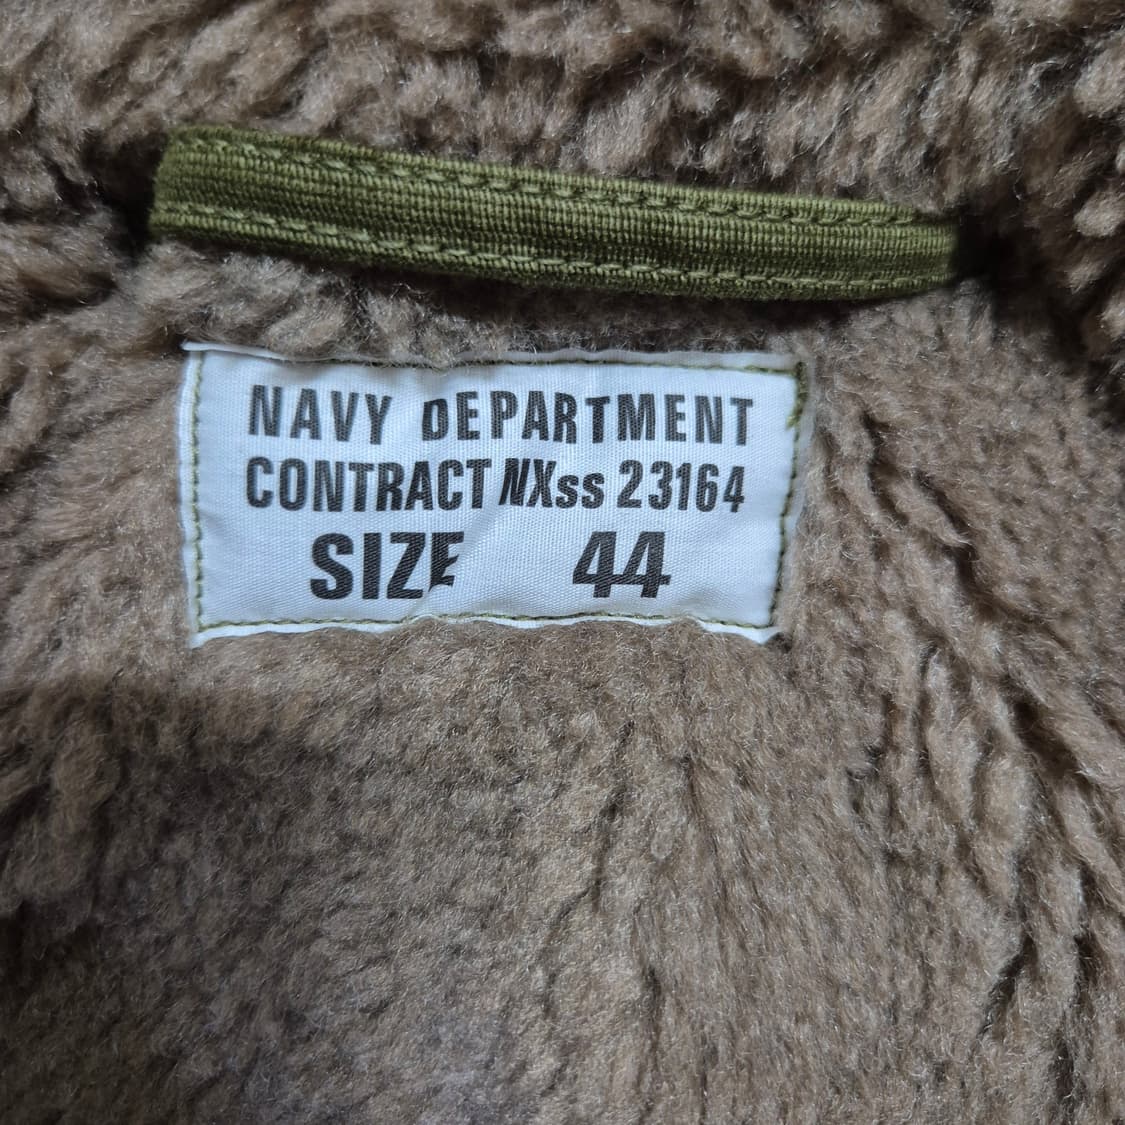 NAVY DEPARTMENT
CONTRACT NXss 23164
SIZE 44